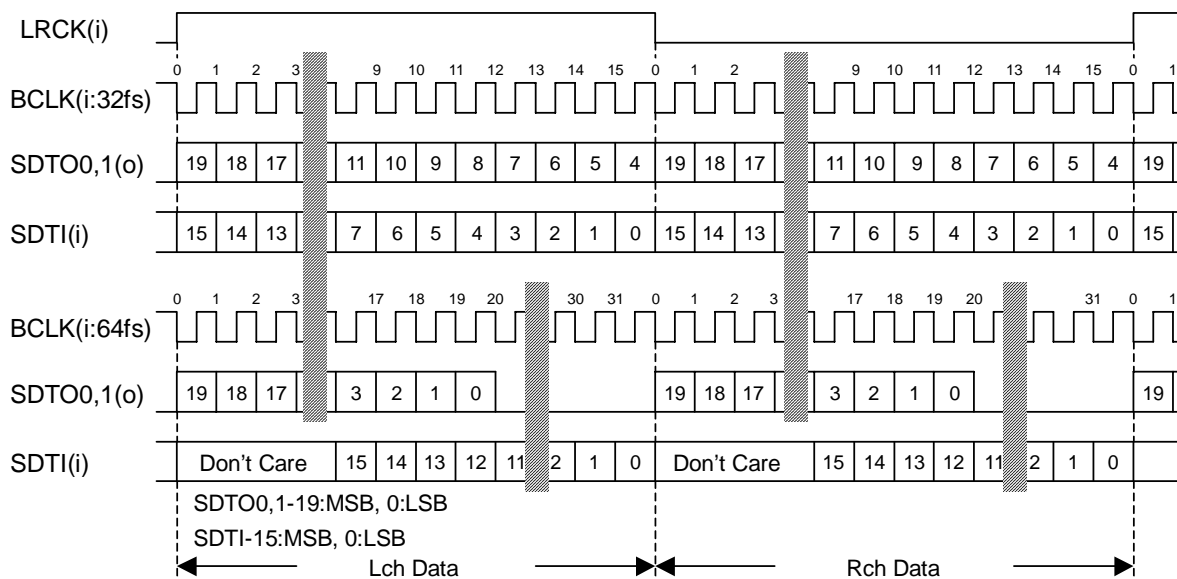 LRCK(i)
0 1 2 3 9 10 11 12 13 14 15 0 1 2 9 10 11 12 13 14 15 0 1
BCLK(i:32fs)
SDTO0,1(o) 19 18 17 11 10 9 8 7 6 5 4 19 18 17 11 10 9 8 7 6 5 4 19
SDTI(i) 15 14 13 7 6 5 4 3 2 1 0 15 14 13 7 6 5 4 3 2 1 0 15
0 1 2 3 17 18 19 20 30 31 0 1 2 3 17 18 19 20 31 0 1
BCLK(i:64fs)
SDTO0,1(o) 19 18 17 3 2 1 0 19 18 17 3 2 1 0 19
SDTI(i) Don't Care 15 14 13 12 11 2 1 0 Don't Care 15 14 13 12 11 2 1 0
SDTO0,1-19:MSB, 0:LSB
SDTI-15:MSB, 0:LSB
Lch Data Rch Data